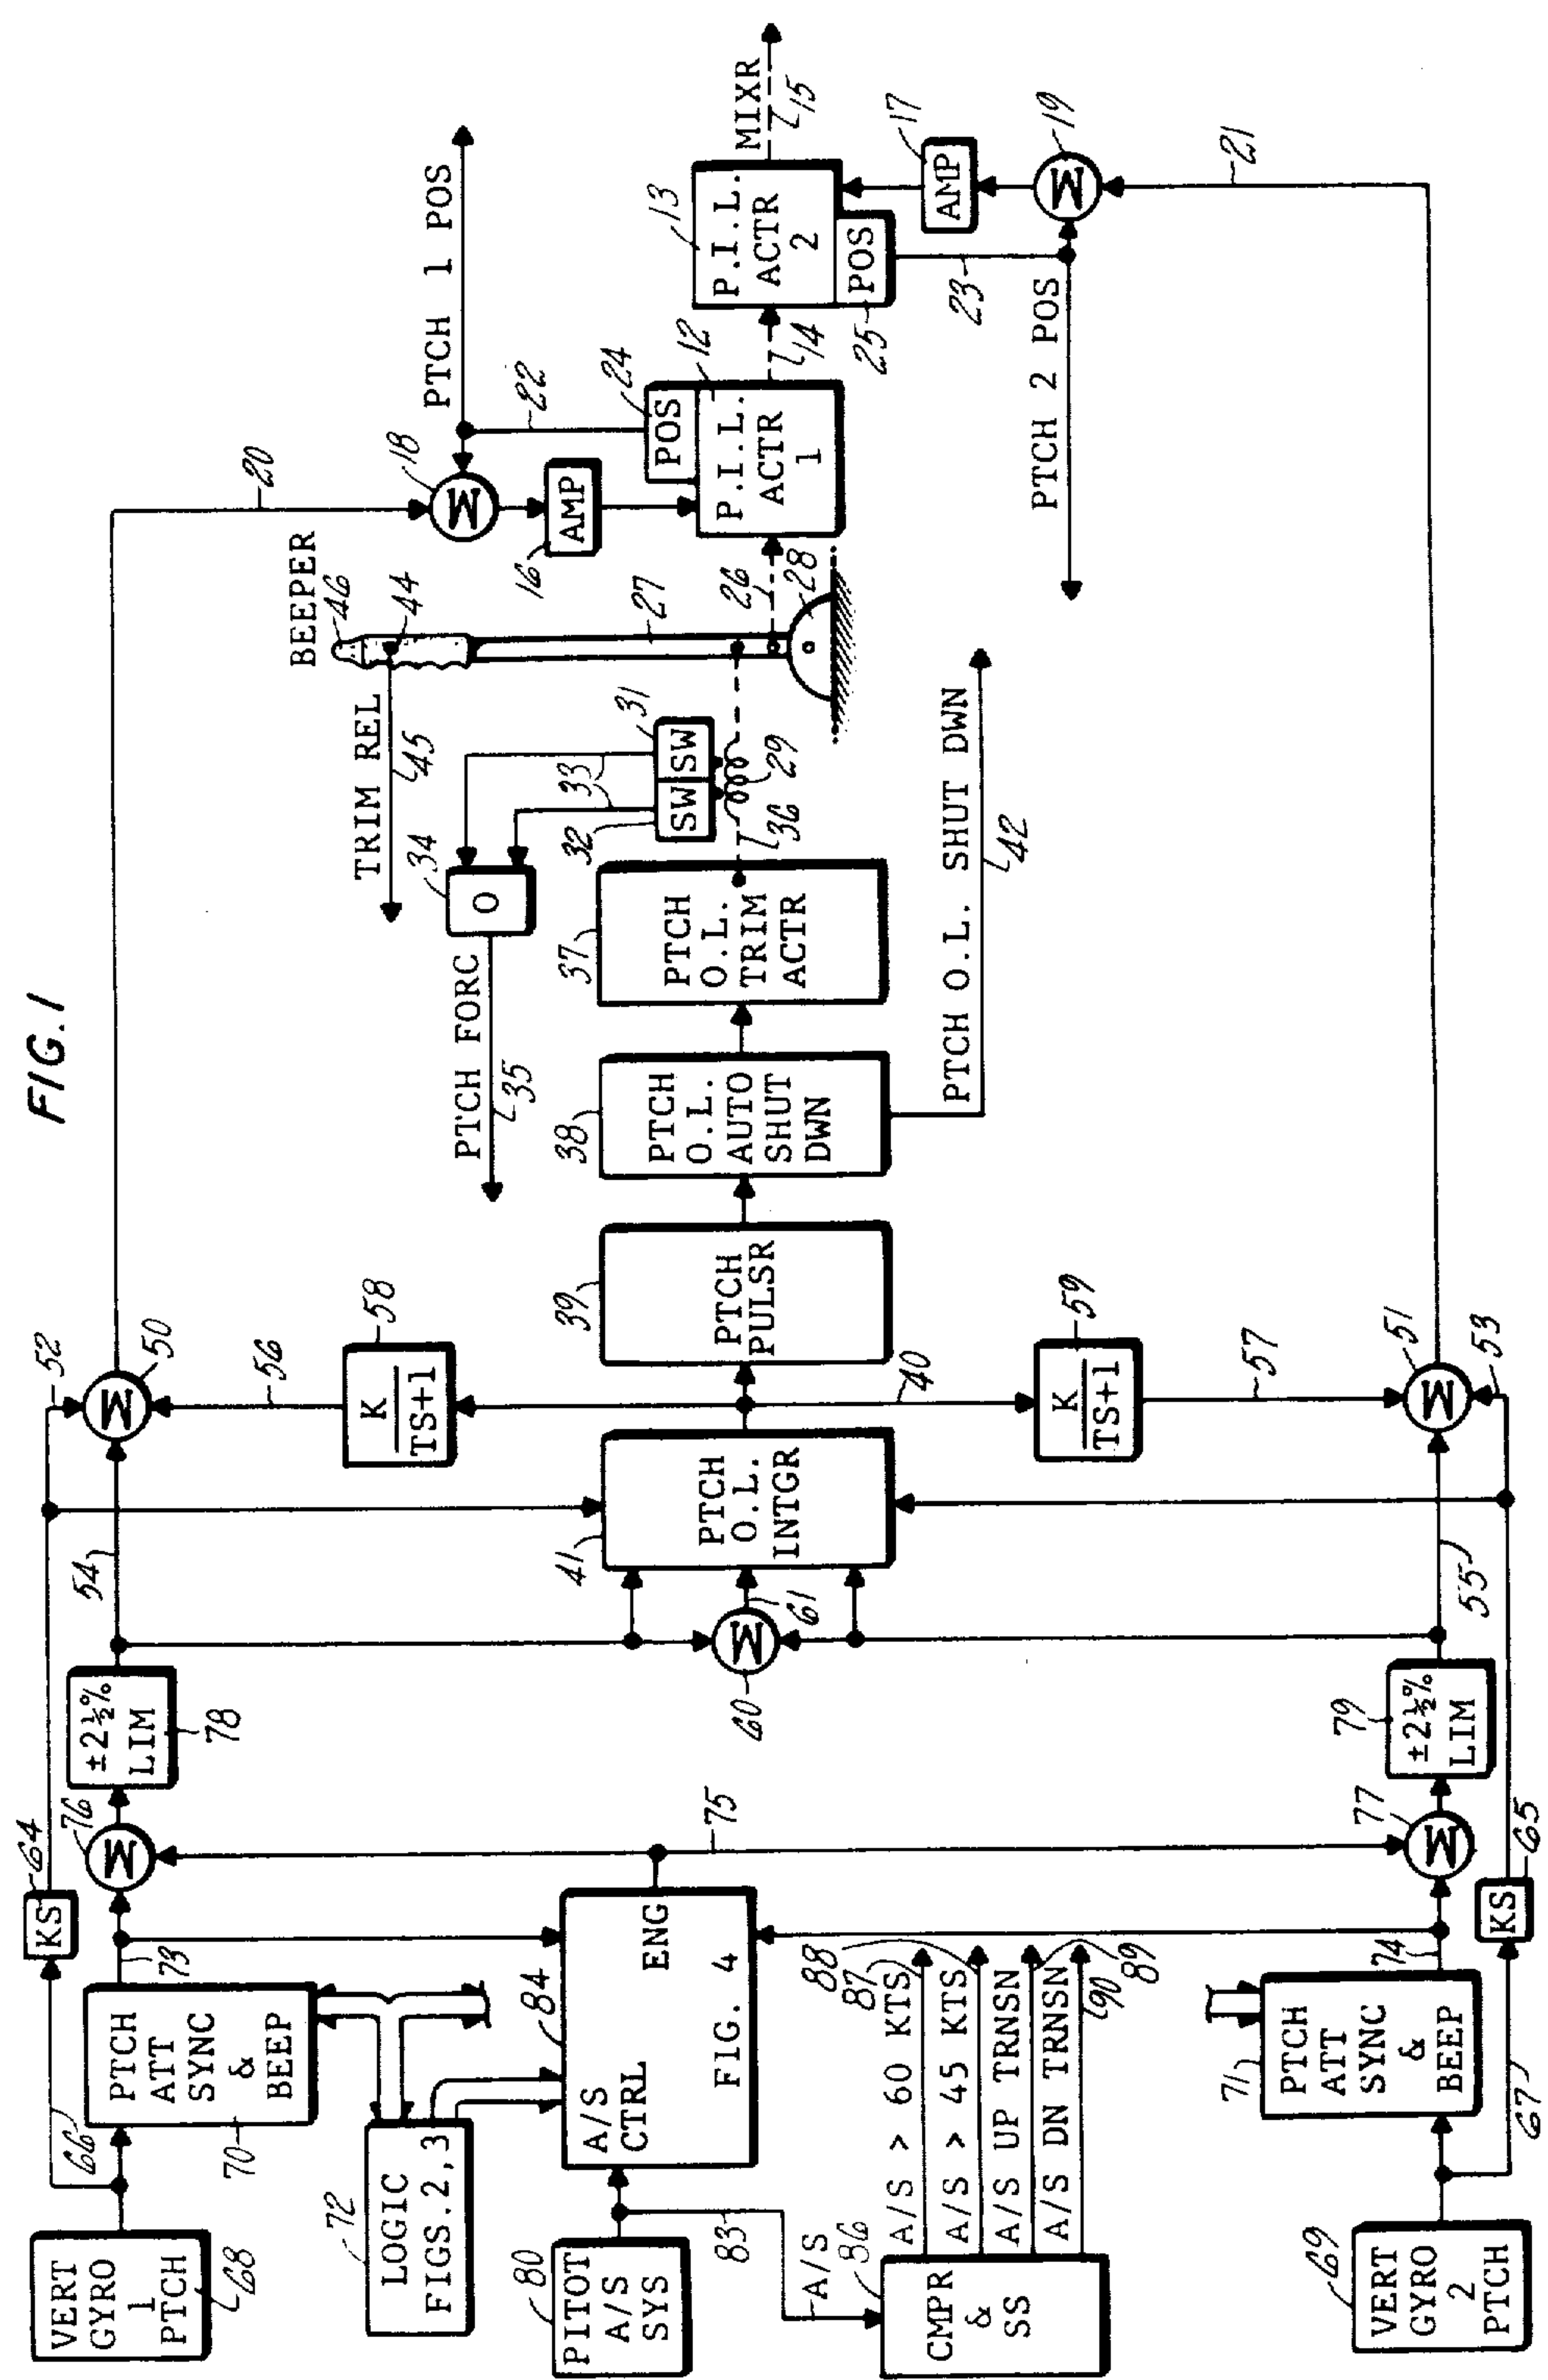 FIG. 1
VERT
GYRO
1
PTCH
68
66
KS
64
PTCH
ATT
SYNC
&
BEEP
70
73
Σ
76
±2½%
LIM
78
54
52
Σ
50
56
K
TS+1
58
20
LOGIC
FIGS. 2, 3
72
PITOT
A/S
SYS
80
83
A/S
A/S
CTRL
ENG
FIG. 4
84
75
CMPR
&
SS
86
A/S > 60 KTS
87
A/S > 45 KTS
88
A/S UP TRNSN
89
A/S DN TRNSN
90
Σ
60
61
PTCH
O.L.
INTGR
41
40
PTCH
PULSR
39
PTCH
O.L.
AUTO
SHUT
DWN
38
PTCH O.L. SHUT DWN
42
PTCH
O.L.
TRIM
ACTR
37
36
29
SW
SW
32
31
33
O
34
PTCH FORC
35
TRIM REL
45
BEEPER
46
44
27
26
28
Σ
18
AMP
16
PTCH 1 POS
22
POS
24
P.I.L.
ACTR
1
12
14
P.I.L.
ACTR
2
13
POS
25
MIXR
15
AMP
17
Σ
19
23
PTCH 2 POS
21
K
TS+1
59
57
Σ
51
53
55
±2½%
LIM
79
Σ
77
KS
65
74
PTCH
ATT
SYNC
&
BEEP
71
67
VERT
GYRO
2
PTCH
69